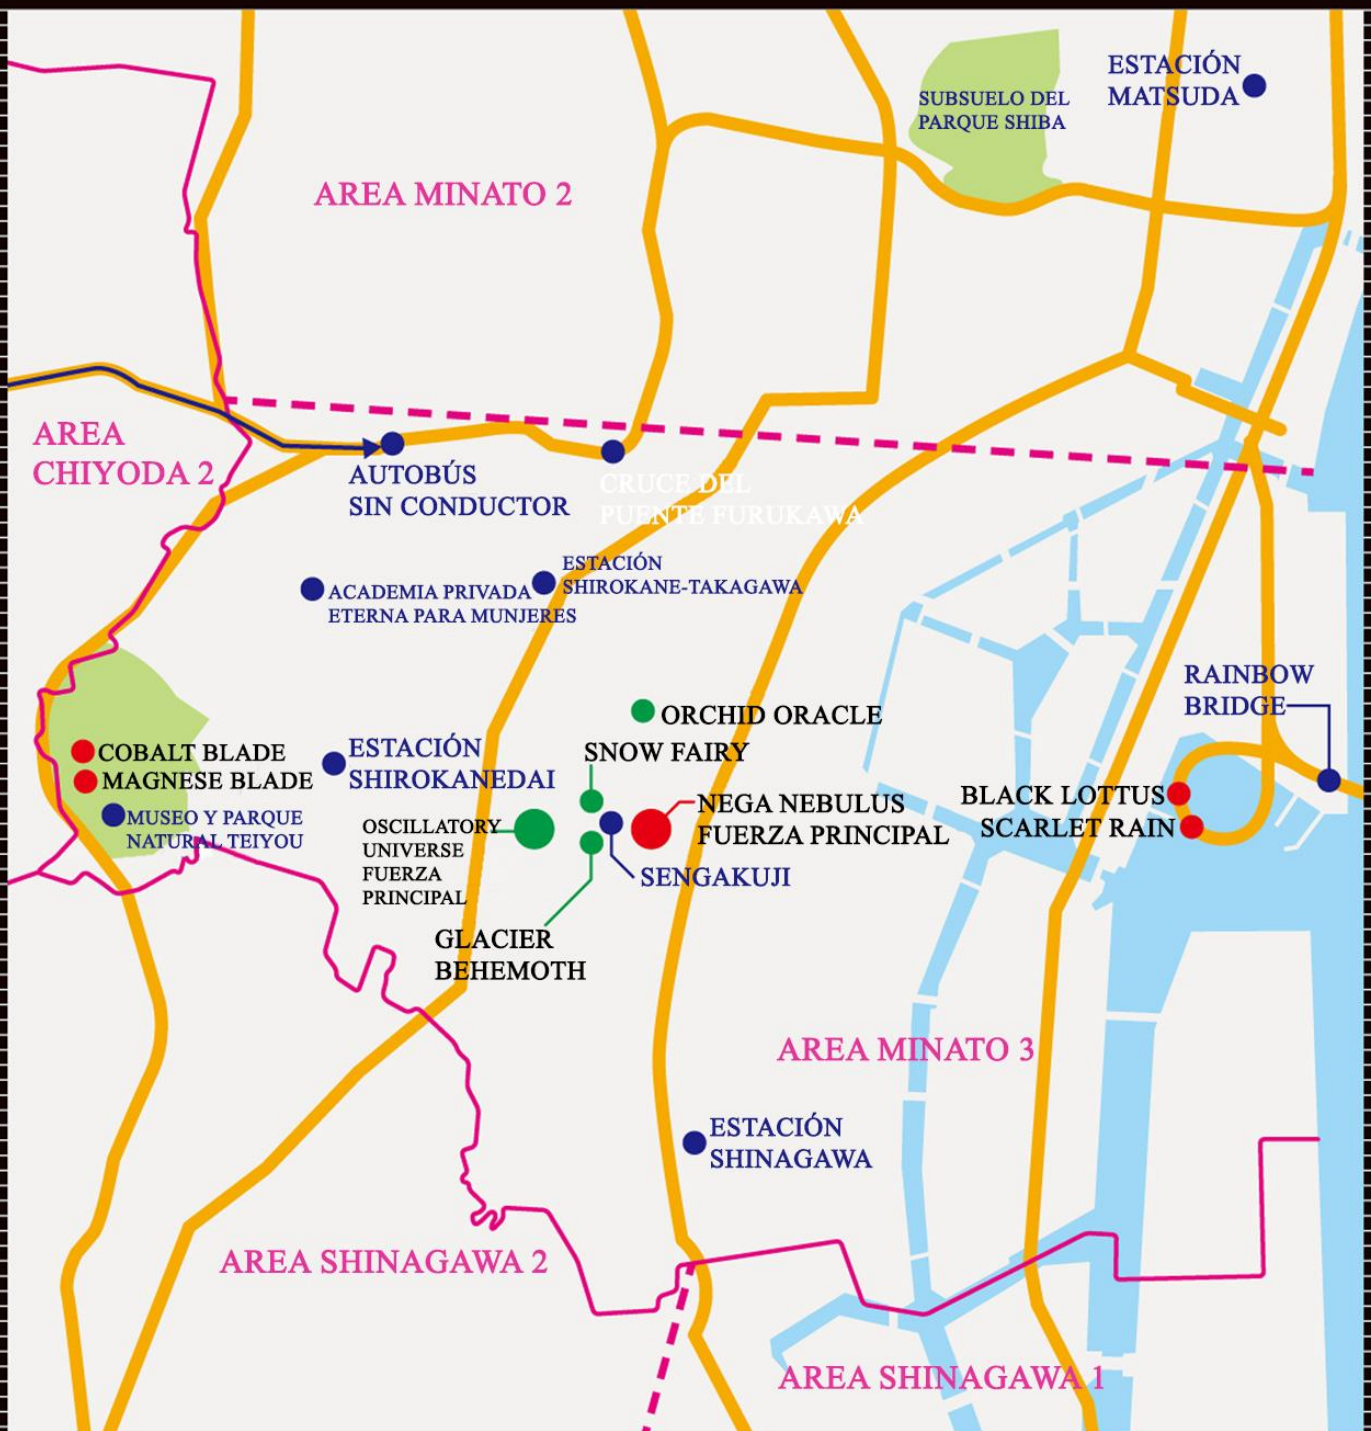 ESTACIÓN
MATSUDA
SUBSUELO DEL
PARQUE SHIBA
AREA MINATO 2
AREA
CHIYODA 2
AUTOBÚS
SIN CONDUCTOR
CRUCE DEL
PUENTE FURUKAWA
ESTACIÓN
SHIROKANE-TAKAGAWA
ACADEMIA PRIVADA
ETERNA PARA MUNJERES
RAINBOW
BRIDGE
ORCHID ORACLE
SNOW FAIRY
ESTACIÓN
SHIROKANEDAI
COBALT BLADE
MAGNESE BLADE
MUSEO Y PARQUE
NATURAL TEIYOU
OSCILLATORY
UNIVERSE
FUERZA
PRINCIPAL
NEGA NEBULUS
FUERZA PRINCIPAL
BLACK LOTTUS
SCARLET RAIN
SENGAKUJI
GLACIER
BEHEMOTH
AREA MINATO 3
ESTACIÓN
SHINAGAWA
AREA SHINAGAWA 2
AREA SHINAGAWA 1